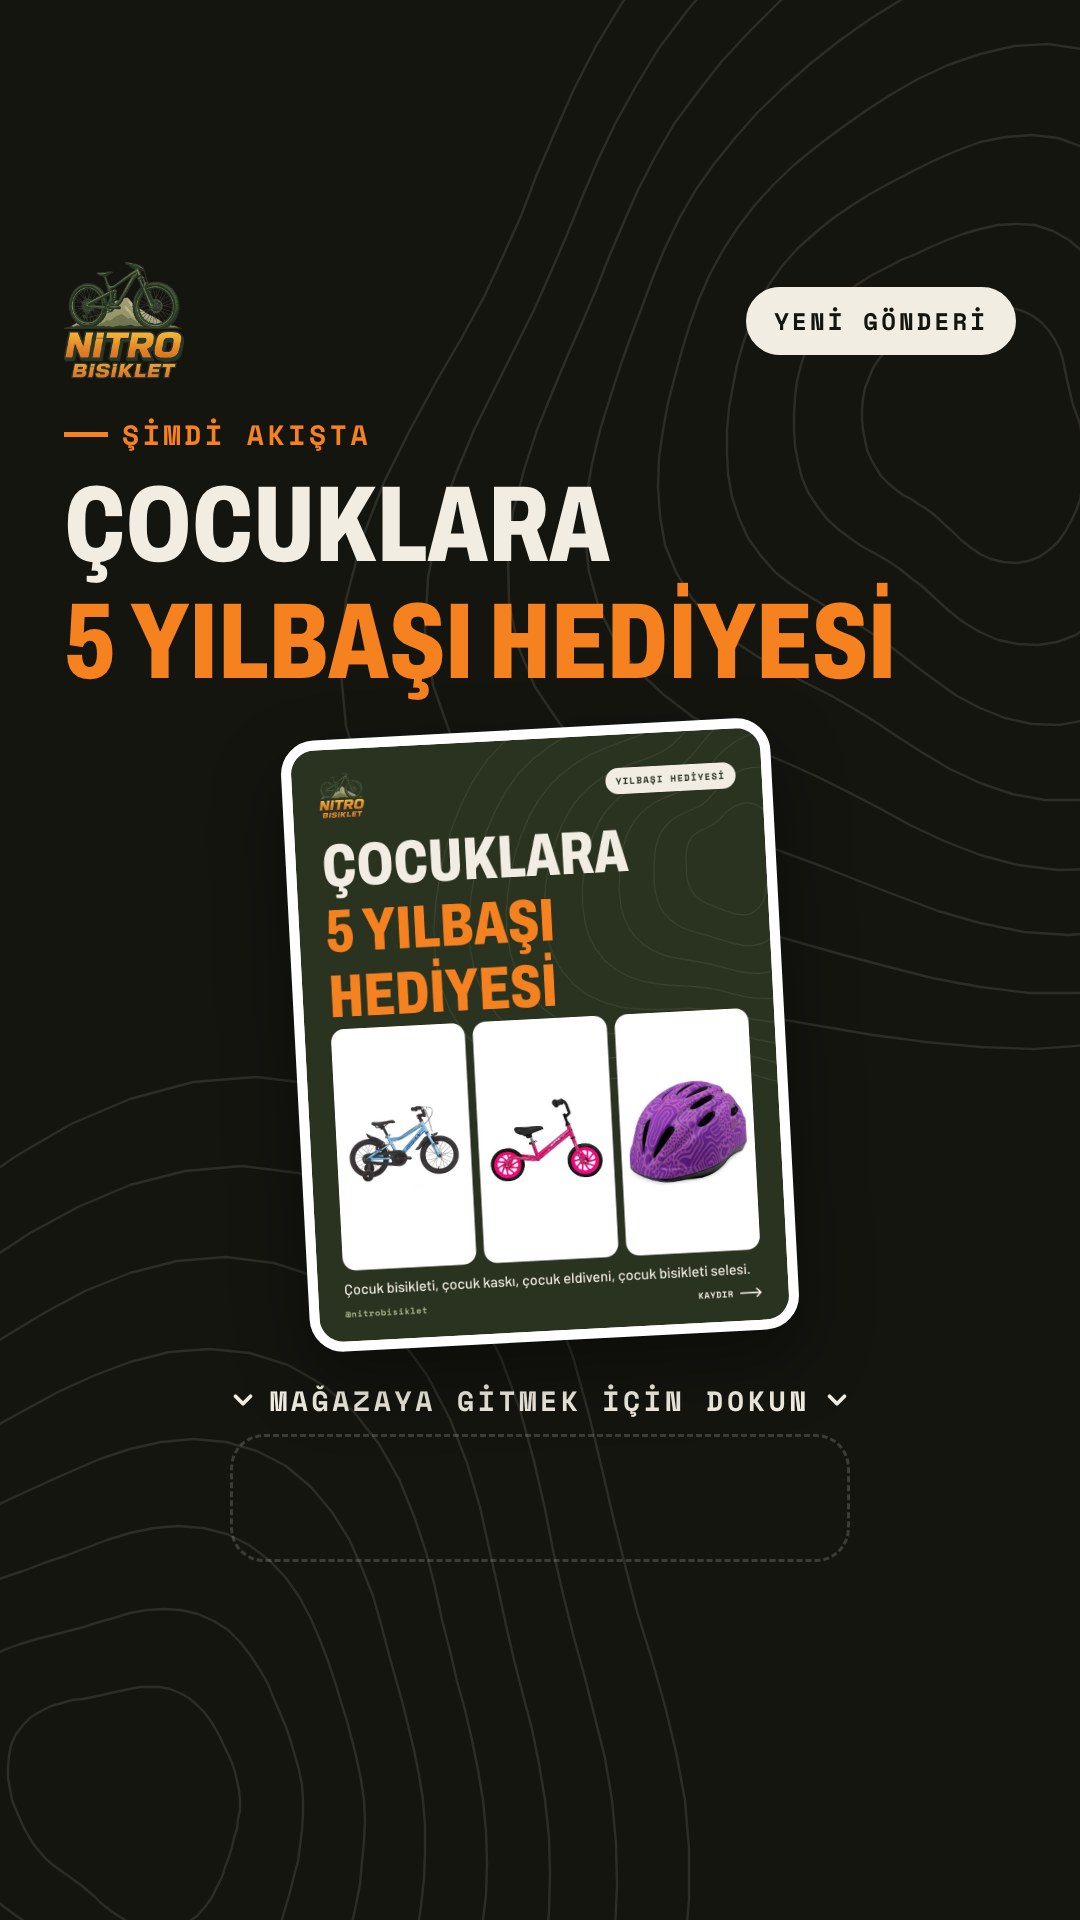 NiTRO
BiSiKLET
YENİ GÖNDERİ
ŞİMDİ AKIŞTA
ÇOCUKLARA
5 YILBAŞI HEDİYESİ
NiTRO
BiSiKLET
YILBAŞI HEDİYESİ
ÇOCUKLARA
5 YILBAŞI
HEDİYESİ
Çocuk bisikleti, çocuk kaskı, çocuk eldiveni, çocuk bisikleti selesi.
@nitrobisiklet
KAYDIR
MAĞAZAYA GİTMEK İÇİN DOKUN